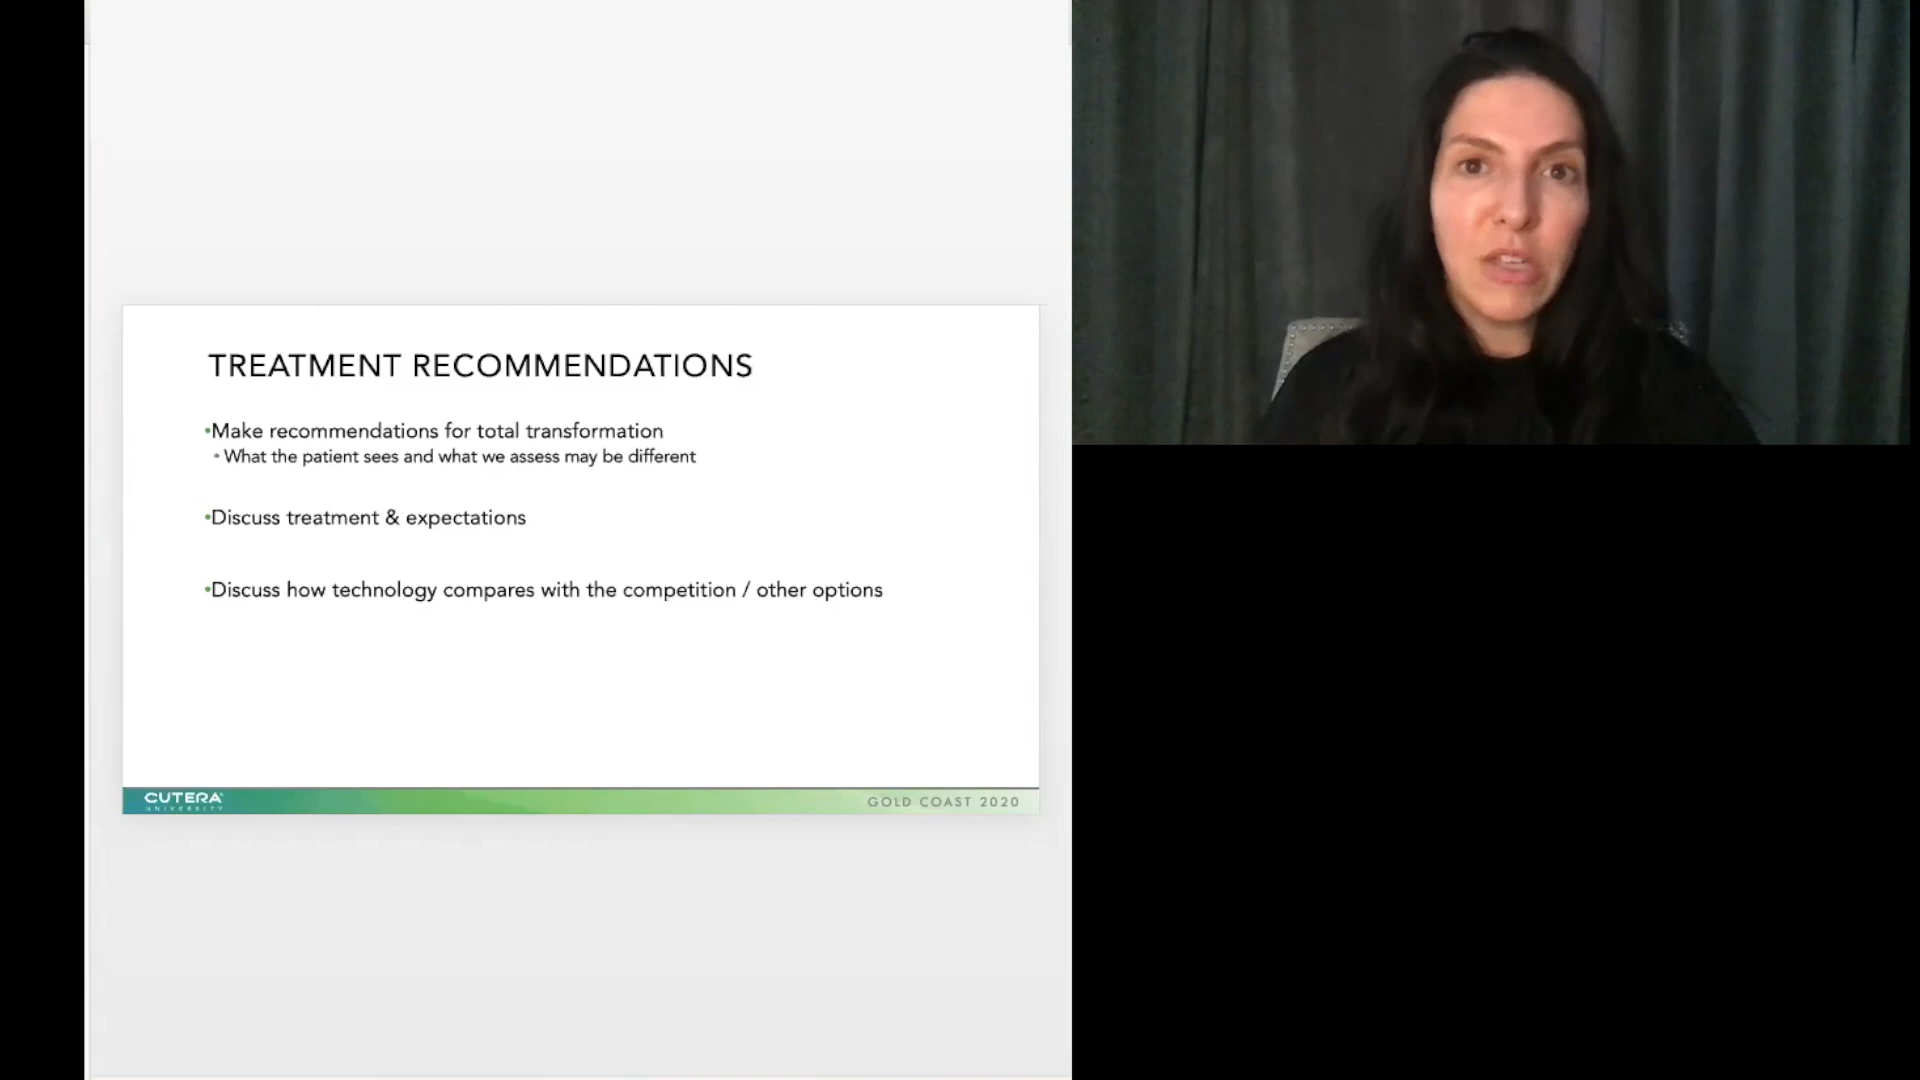 TREATMENT RECOMMENDATIONS
•Make recommendations for total transformation
• What the patient sees and what we assess may be different
•Discuss treatment & expectations
•Discuss how technology compares with the competition / other options
CUTERA
UNIVERSITY
GOLD COAST 2020